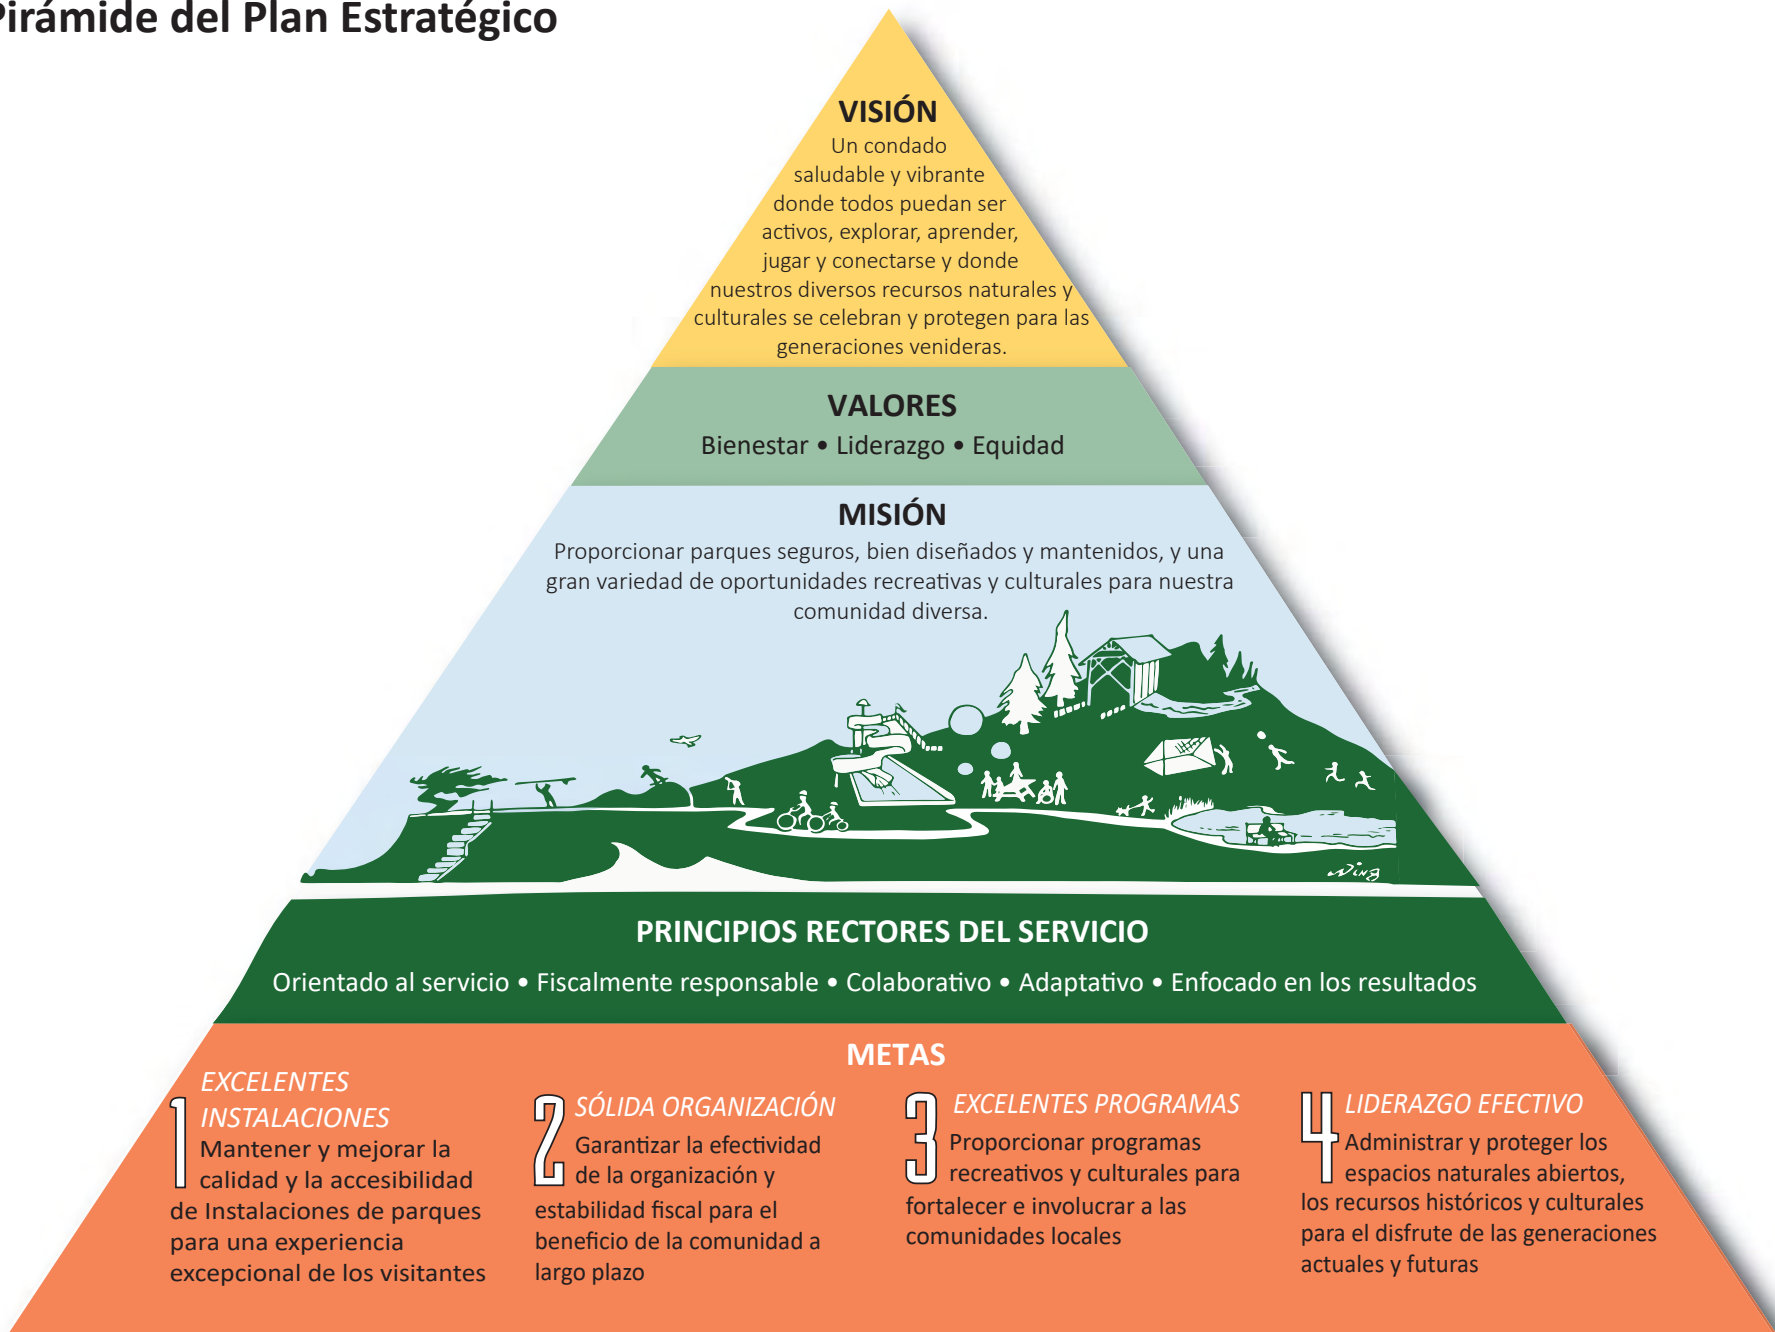 Pirámide del Plan Estratégico
VISIÓN
Un condado
saludable y vibrante
donde todos puedan ser
activos, explorar, aprender,
jugar y conectarse y donde
nuestros diversos recursos naturales y
culturales se celebran y protegen para las
generaciones venideras.
VALORES
Bienestar • Liderazgo • Equidad
MISIÓN
Proporcionar parques seguros, bien diseñados y mantenidos, y una
gran variedad de oportunidades recreativas y culturales para nuestra
comunidad diversa.
Wing
PRINCIPIOS RECTORES DEL SERVICIO
Orientado al servicio • Fiscalmente responsable • Colaborativo • Adaptativo • Enfocado en los resultados
METAS
1 EXCELENTES
INSTALACIONES
Mantener y mejorar la
calidad y la accesibilidad
de Instalaciones de parques
para una experiencia
excepcional de los visitantes
2 SÓLIDA ORGANIZACIÓN
Garantizar la efectividad
de la organización y
estabilidad fiscal para el
beneficio de la comunidad a
largo plazo
3 EXCELENTES PROGRAMAS
Proporcionar programas
recreativos y culturales para
fortalecer e involucrar a las
comunidades locales
4 LIDERAZGO EFECTIVO
Administrar y proteger los
espacios naturales abiertos,
los recursos históricos y culturales
para el disfrute de las generaciones
actuales y futuras